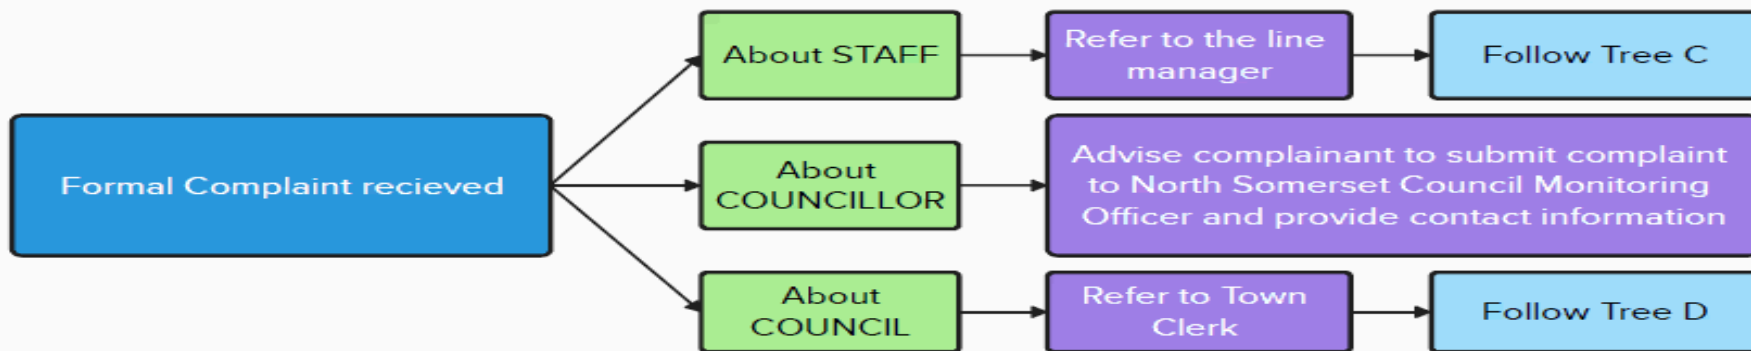 About STAFF
Refer to the line
manager
Follow Tree C
Formal Complaint recieved
About
COUNCILLOR
Advise complainant to submit complaint
to North Somerset Council Monitoring
Officer and provide contact information
About
COUNCIL
Refer to Town
Clerk
Follow Tree D